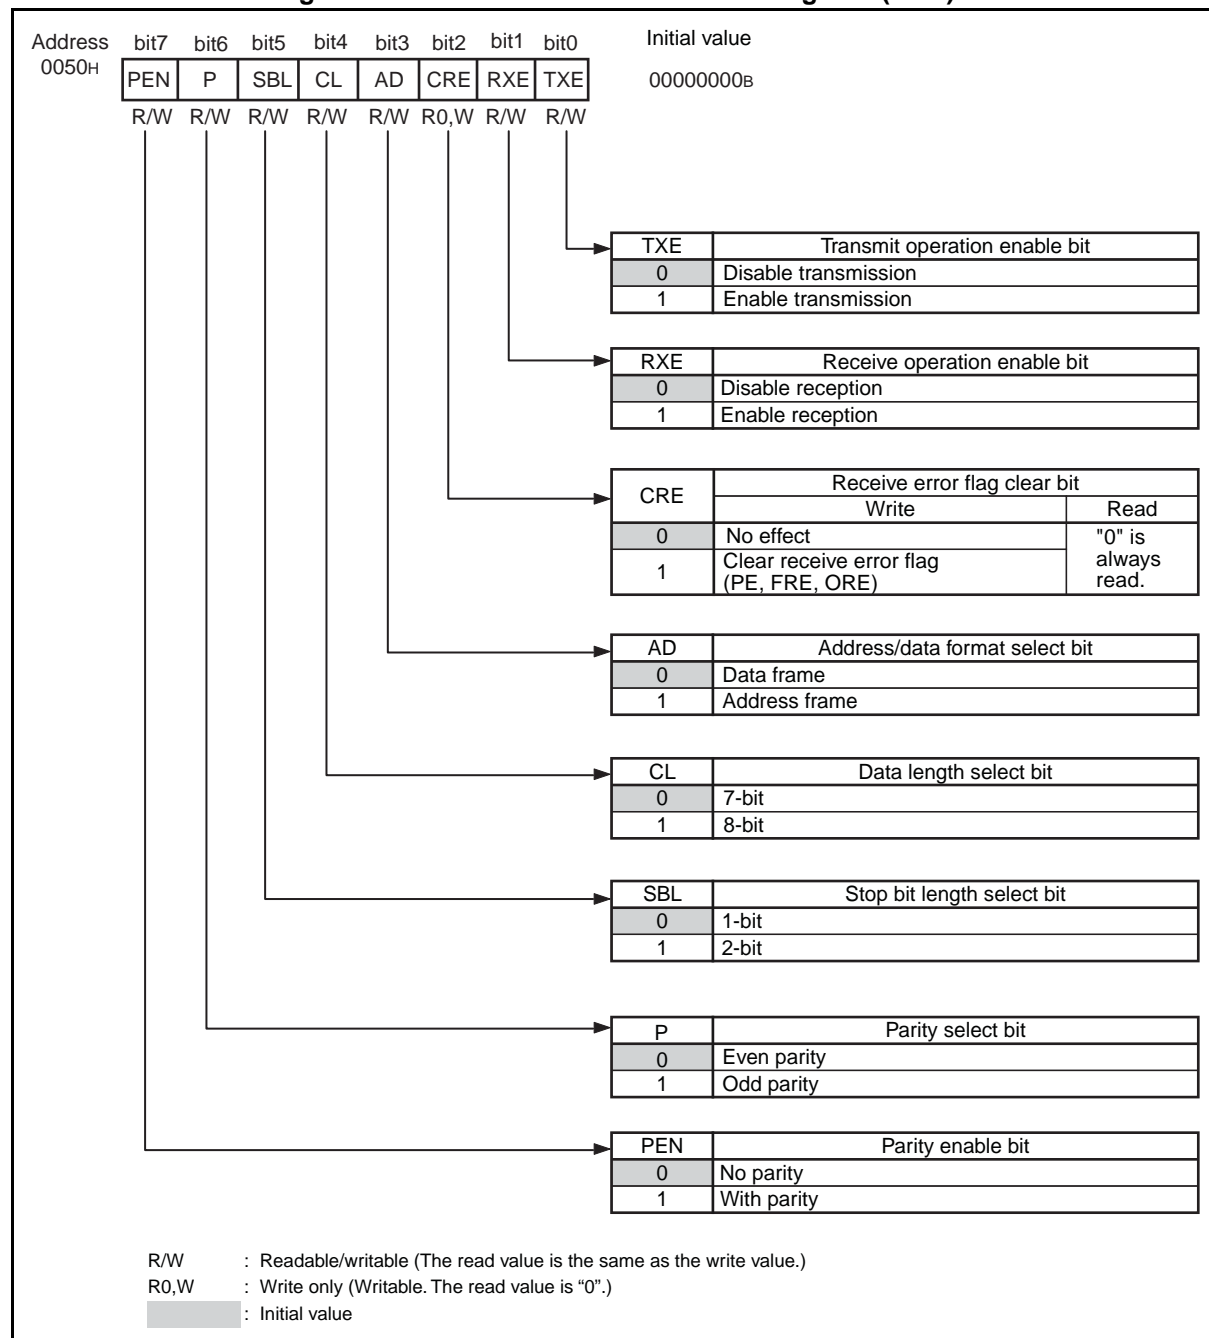 Address bit7 bit6 bit5 bit4 bit3 bit2 bit1 bit0 Initial value
0050H PEN P SBL CL AD CRE RXE TXE 00000000B
R/W R/W R/W R/W R/W R0,W R/W R/W
TXE Transmit operation enable bit
0 Disable transmission
1 Enable transmission
RXE Receive operation enable bit
0 Disable reception
1 Enable reception
CRE Receive error flag clear bit
Write Read
0 No effect "0" is
1 Clear receive error flag always
(PE, FRE, ORE) read.
AD Address/data format select bit
0 Data frame
1 Address frame
CL Data length select bit
0 7-bit
1 8-bit
SBL Stop bit length select bit
0 1-bit
1 2-bit
P Parity select bit
0 Even parity
1 Odd parity
PEN Parity enable bit
0 No parity
1 With parity
R/W : Readable/writable (The read value is the same as the write value.)
R0,W : Write only (Writable. The read value is “0”.)
: Initial value